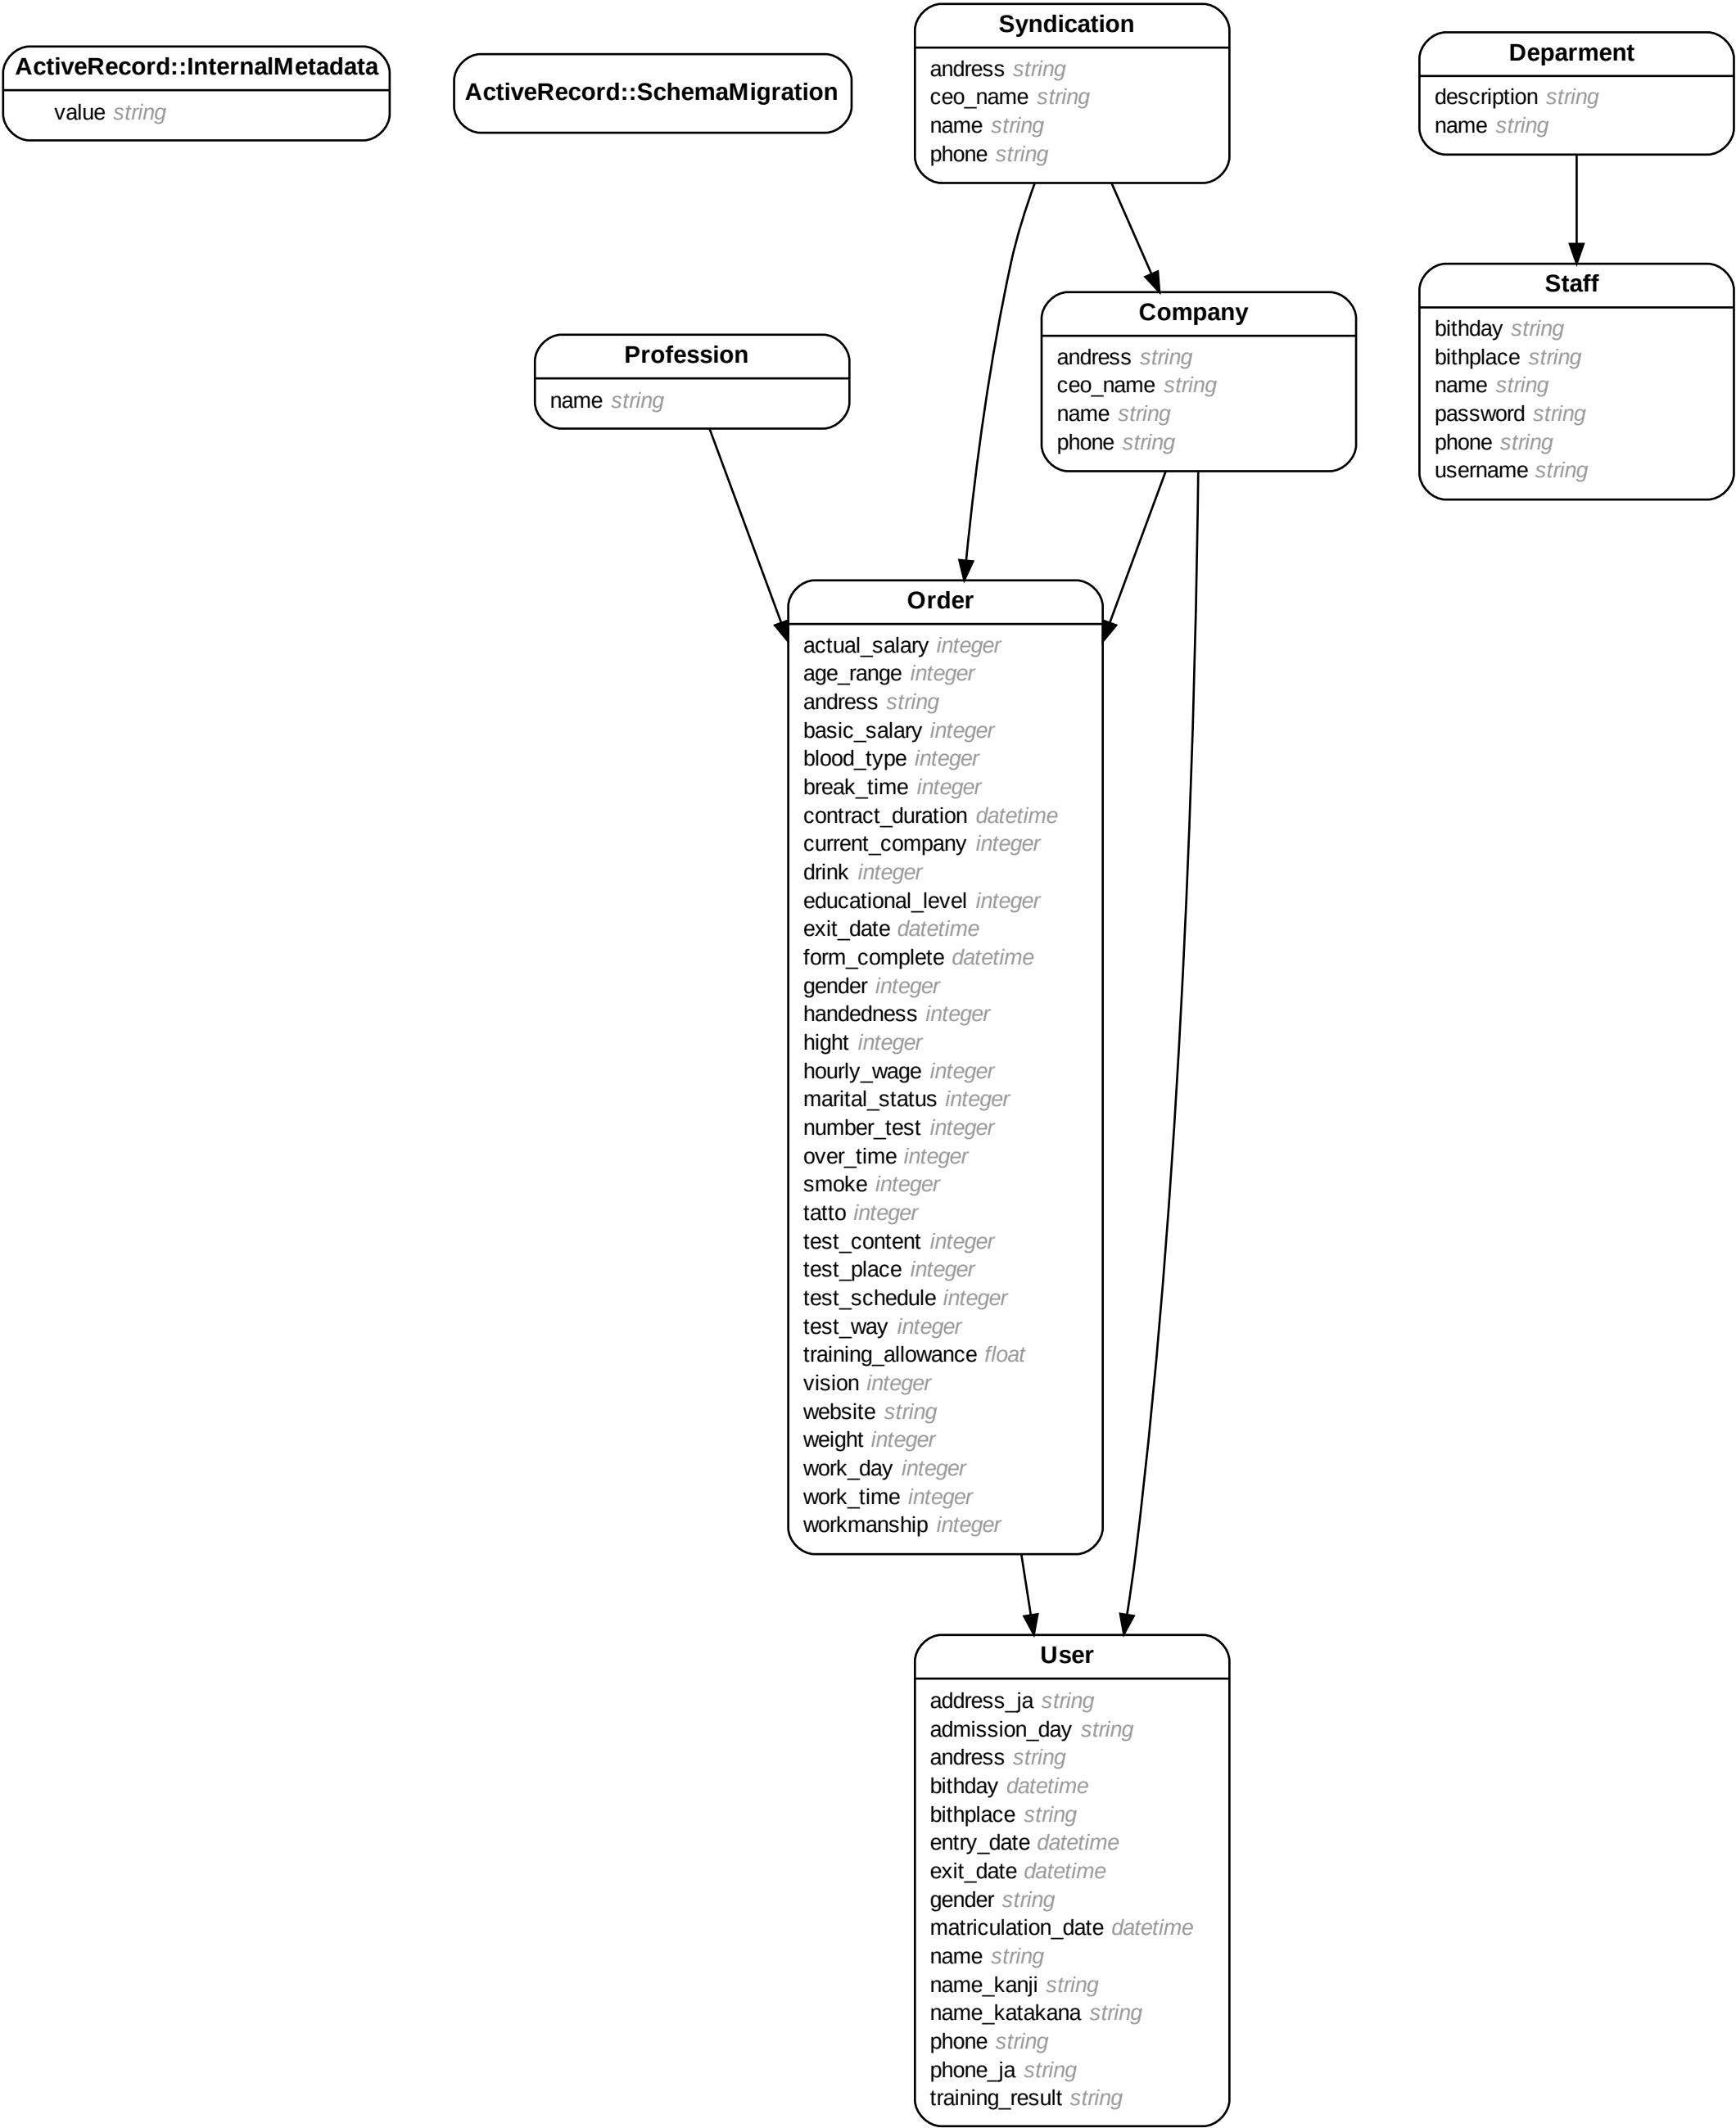 ActiveRecord::InternalMetadata
value string
ActiveRecord::SchemaMigration
Syndication
andress string
ceo_name string
name string
phone string
Deparment
description string
name string
Profession
name string
Company
andress string
ceo_name string
name string
phone string
Staff
bithday string
bithplace string
name string
password string
phone string
username string
Order
actual_salary integer
age_range integer
andress string
basic_salary integer
blood_type integer
break_time integer
contract_duration datetime
current_company integer
drink integer
educational_level integer
exit_date datetime
form_complete datetime
gender integer
handedness integer
hight integer
hourly_wage integer
marital_status integer
number_test integer
over_time integer
smoke integer
tatto integer
test_content integer
test_place integer
test_schedule integer
test_way integer
training_allowance float
vision integer
website string
weight integer
work_day integer
work_time integer
workmanship integer
User
address_ja string
admission_day string
andress string
bithday datetime
bithplace string
entry_date datetime
exit_date datetime
gender string
matriculation_date datetime
name string
name_kanji string
name_katakana string
phone string
phone_ja string
training_result string